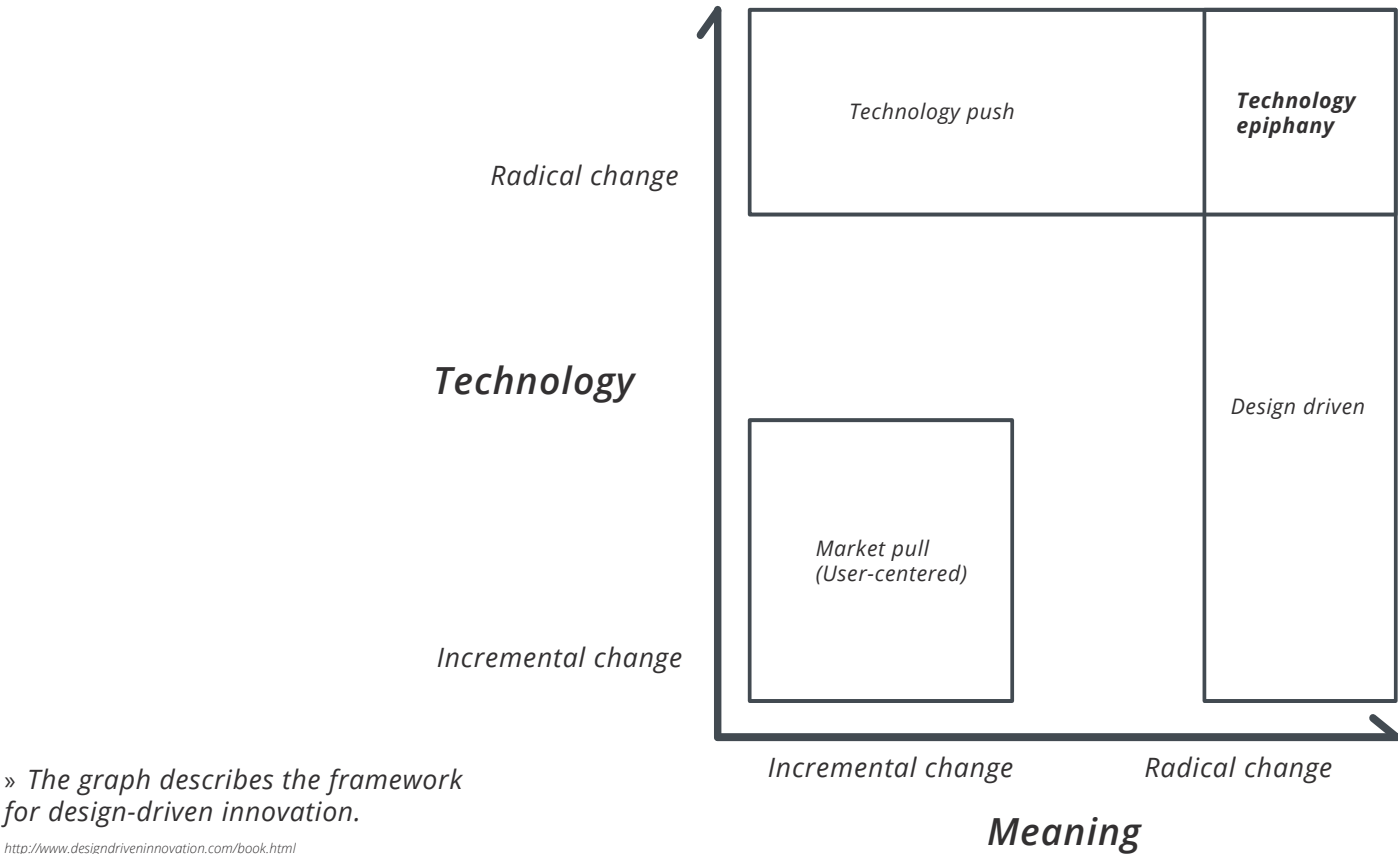 Technology push
Technology
epiphany
Radical change
Technology
Design driven
Market pull
(User-centered)
Incremental change
Incremental change
Radical change
Meaning
» The graph describes the framework
for design-driven innovation.
http://www.designdriveninnovation.com/book.html